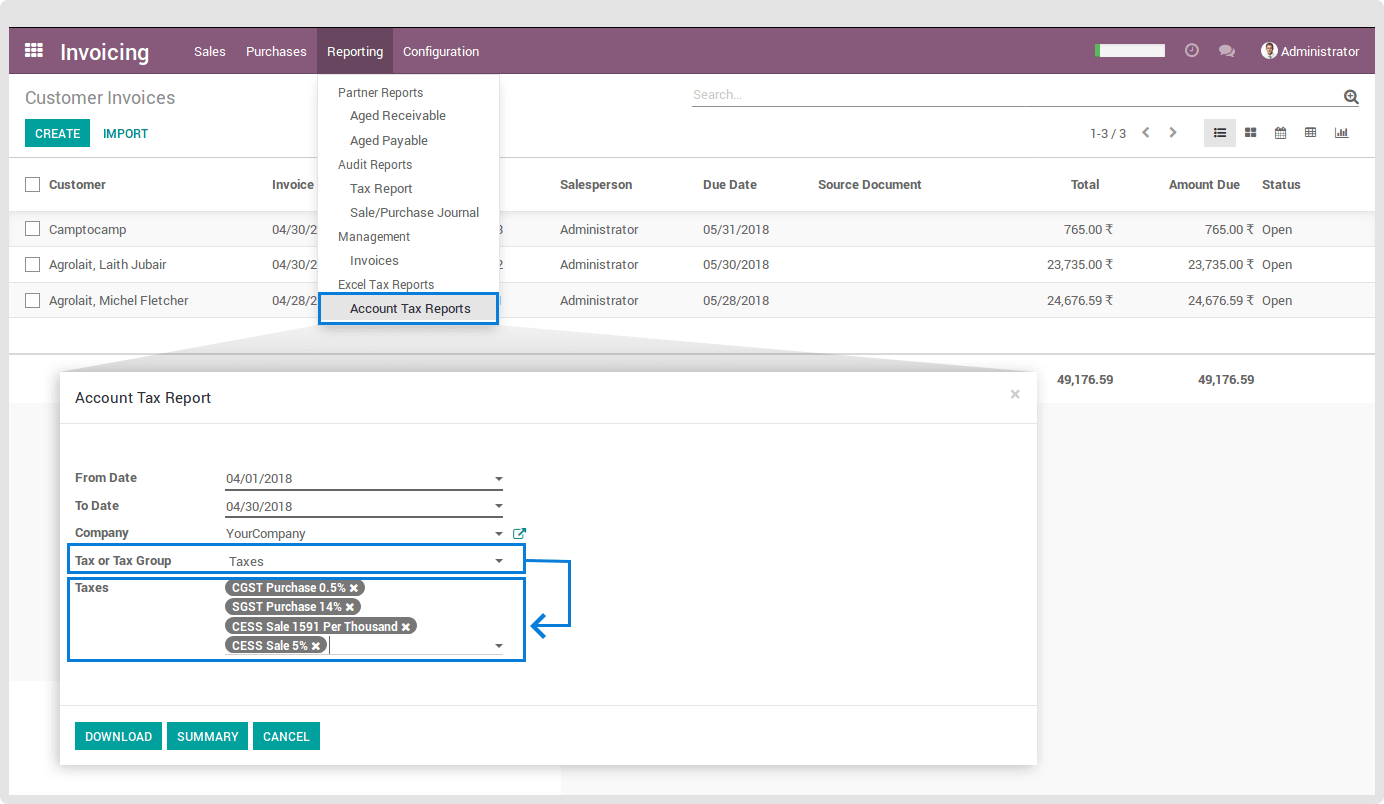 Invoicing Sales Purchases Reporting Configuration Administrator
Customer Invoices
Search...
CREATE IMPORT
1-3 / 3
Partner Reports
Aged Receivable
Aged Payable
Audit Reports
Tax Report
Sale/Purchase Journal
Management
Invoices
Excel Tax Reports
Account Tax Reports
Customer Invoice Salesperson Due Date Source Document Total Amount Due Status
Camptocamp 04/30/2 3 Administrator 05/31/2018 765.00 ₹ 765.00 ₹ Open
Agrolait, Laith Jubair 04/30/2 2 Administrator 05/30/2018 23,735.00 ₹ 23,735.00 ₹ Open
Agrolait, Michel Fletcher 04/28/2 Administrator 05/28/2018 24,676.59 ₹ 24,676.59 ₹ Open
49,176.59 49,176.59
Account Tax Report ×
From Date 04/01/2018
To Date 04/30/2018
Company YourCompany
Tax or Tax Group Taxes
Taxes CGST Purchase 0.5% ✖
SGST Purchase 14% ✖
CESS Sale 1591 Per Thousand ✖
CESS Sale 5% ✖
DOWNLOAD SUMMARY CANCEL